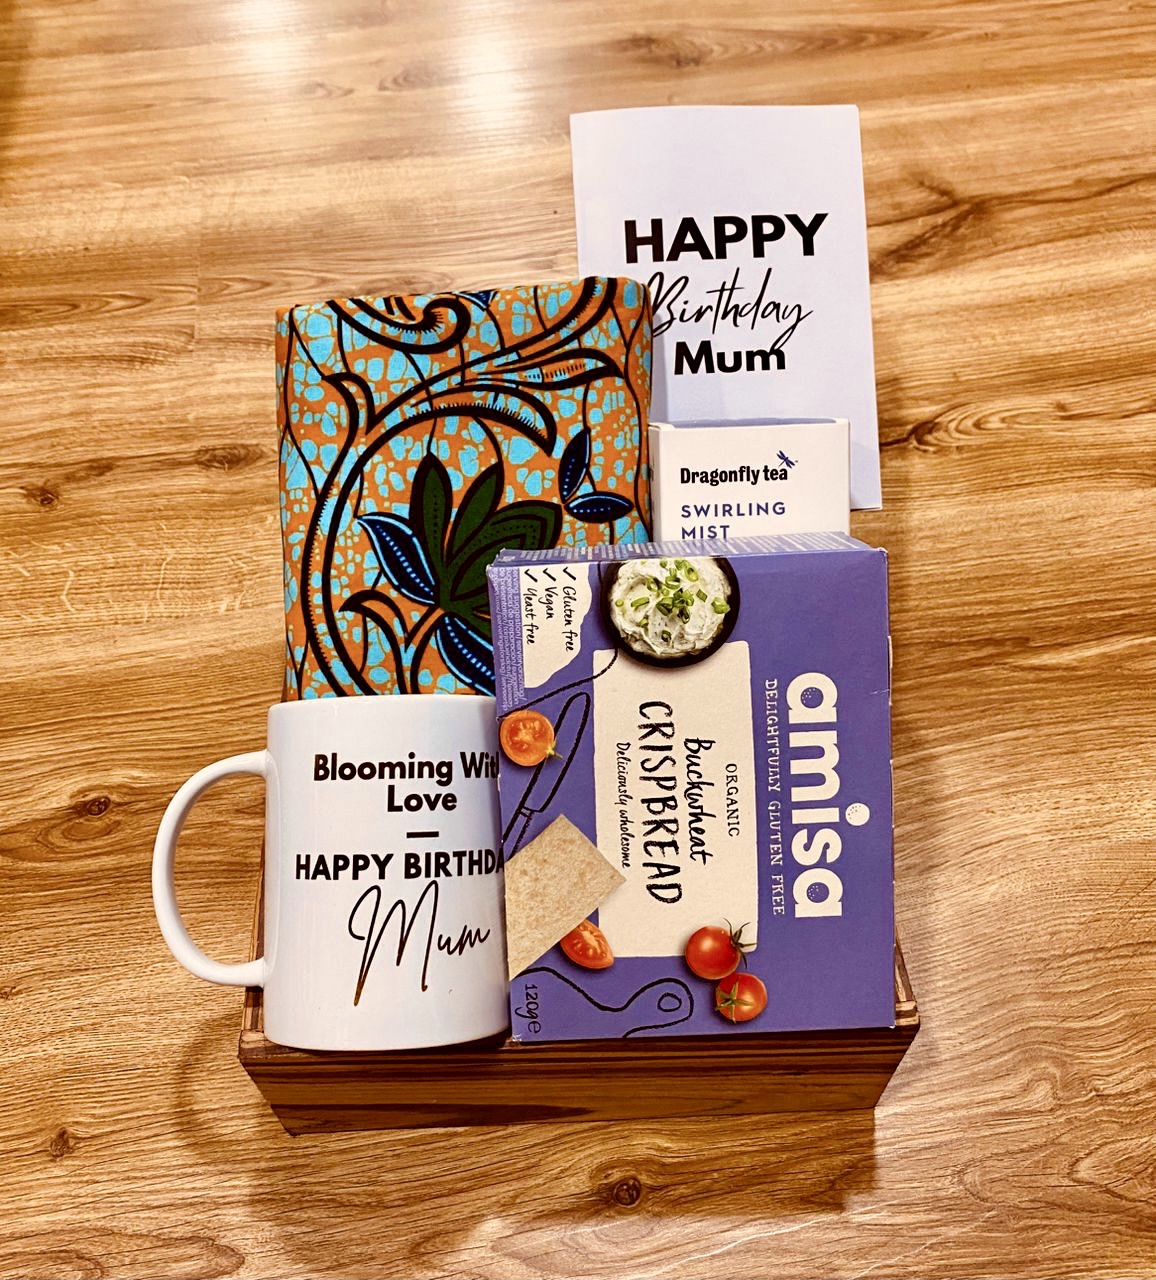 HAPPY
Birthday
Mum
Dragonfly tea
SWIRLING
MIST
Blooming With
Love
HAPPY BIRTHDA
Mum
✓ Gluten free
✓ Vegan
✓ Yeast free
amisa
DELIGHTFULLY GLUTEN FREE
ORGANIC
Buckwheat
CRISPBREAD
Deliciously wholesome
120g℮